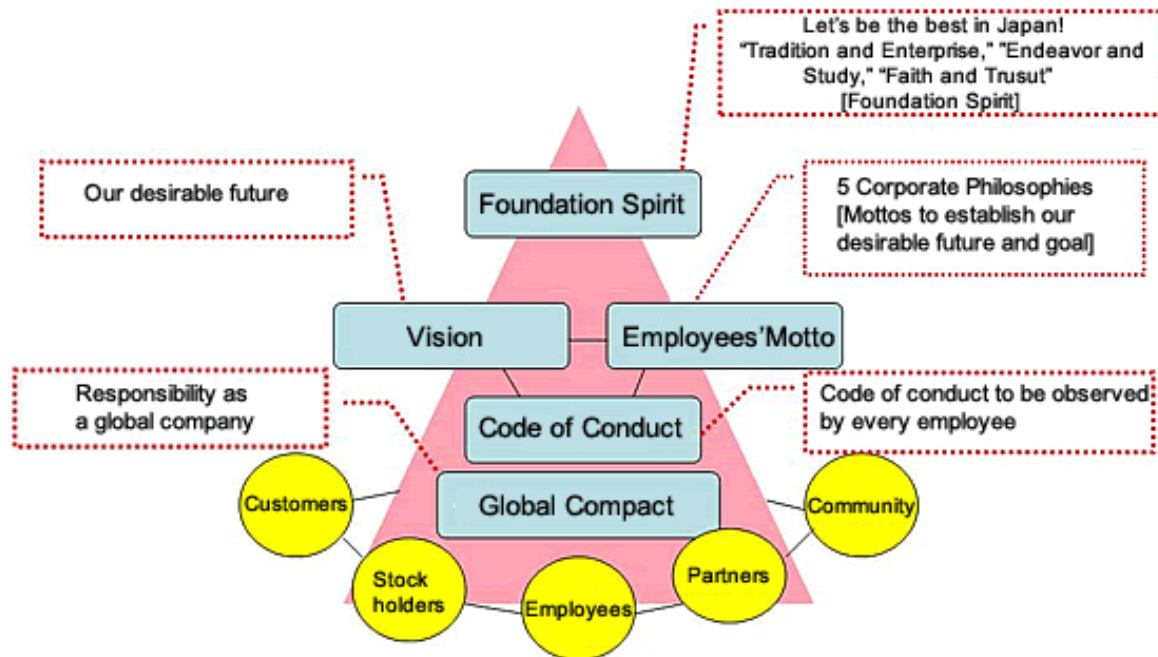 Let's be the best in Japan!
"Tradition and Enterprise," "Endeavor and
Study," "Faith and Trusut"
[Foundation Spirit]
Our desirable future
Foundation Spirit
5 Corporate Philosophies
[Mottos to establish our
desirable future and goal]
Vision
Employees'Motto
Responsibility as
a global company
Code of Conduct
Code of conduct to be observed
by every employee
Global Compact
Customers
Community
Stock
holders
Employees
Partners